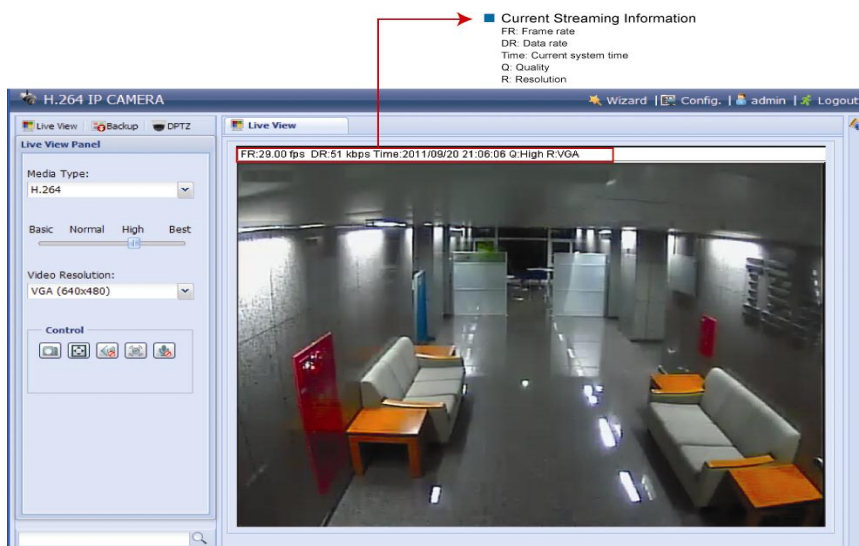 Current Streaming Information
FR: Frame rate
DR: Data rate
Time: Current system time
Q: Quality
R: Resolution
H.264 IP CAMERA
Wizard | Config. | admin | Logout
Live View Backup DPTZ
Live View
Live View Panel
FR:29.00 fps DR:51 kbps Time:2011/09/20 21:06:06 Q:High R:VGA
Media Type:
H.264
Basic Normal High Best
Video Resolution:
VGA (640x480)
Control